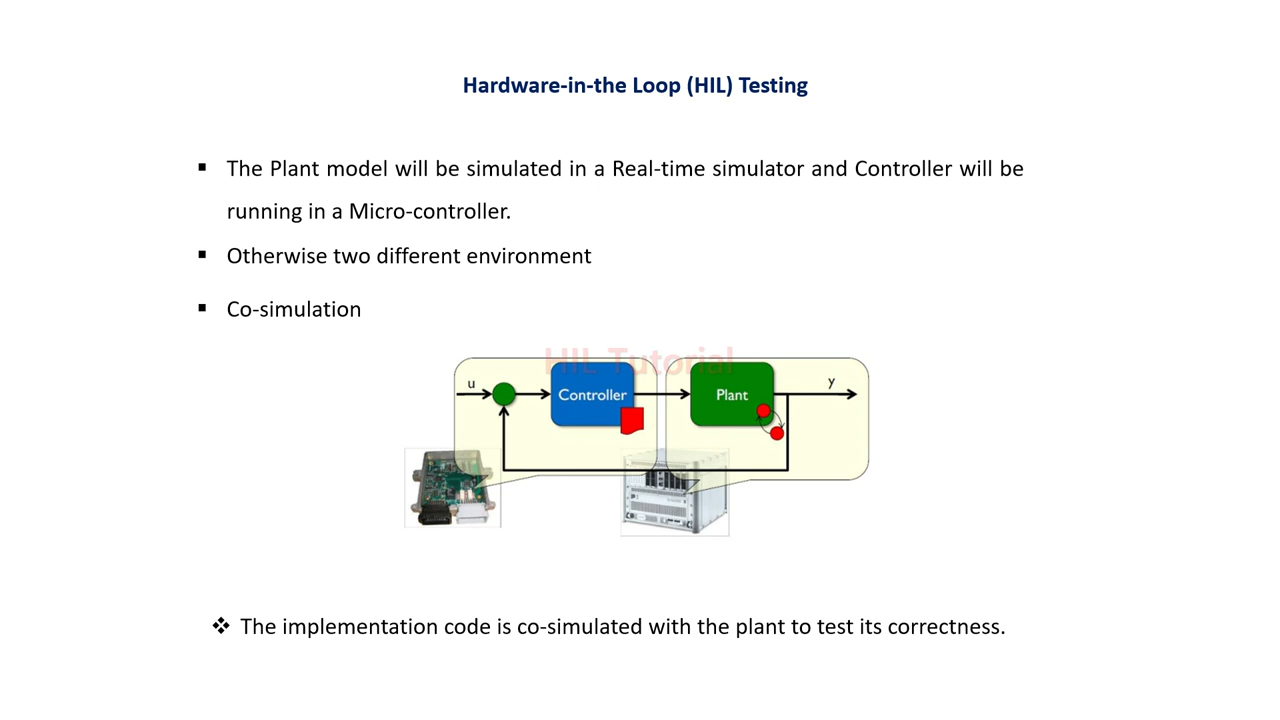 Hardware-in-the Loop (HIL) Testing
▪ The Plant model will be simulated in a Real-time simulator and Controller will be
running in a Micro-controller.
▪ Otherwise two different environment
▪ Co-simulation
HIL Tutorial
u
Controller
Plant
y
❖ The implementation code is co-simulated with the plant to test its correctness.